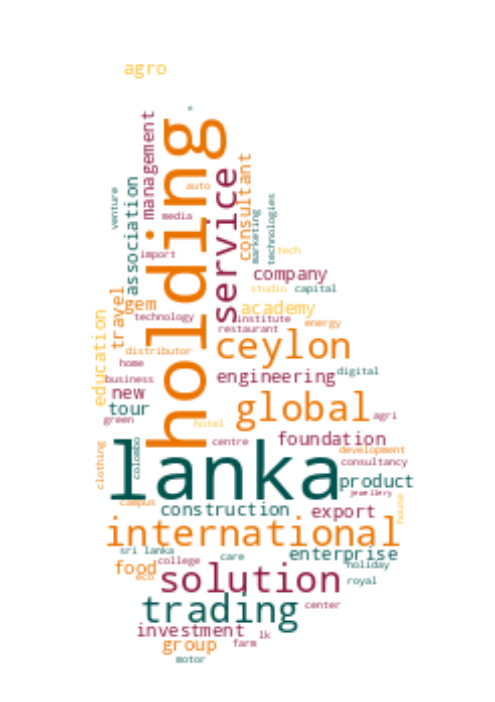 agro
holding
management
service
consultant
association
venture
auto
media
marketing
technologies
tech
import
company
studio
capital
travel
gem
academy
technology
institute
restaurant
energy
education
ceylon
distributor
home
business
engineering
digital
new
tour
green
global
agri
hotel
lanka
centre
foundation
development
consultancy
colombo
clothing
product
jewellery
campus
construction
export
house
international
sri lanka
enterprise
college
care
holiday
food
eco
solution
royal
trading
center
investment
lk
group
farm
motor